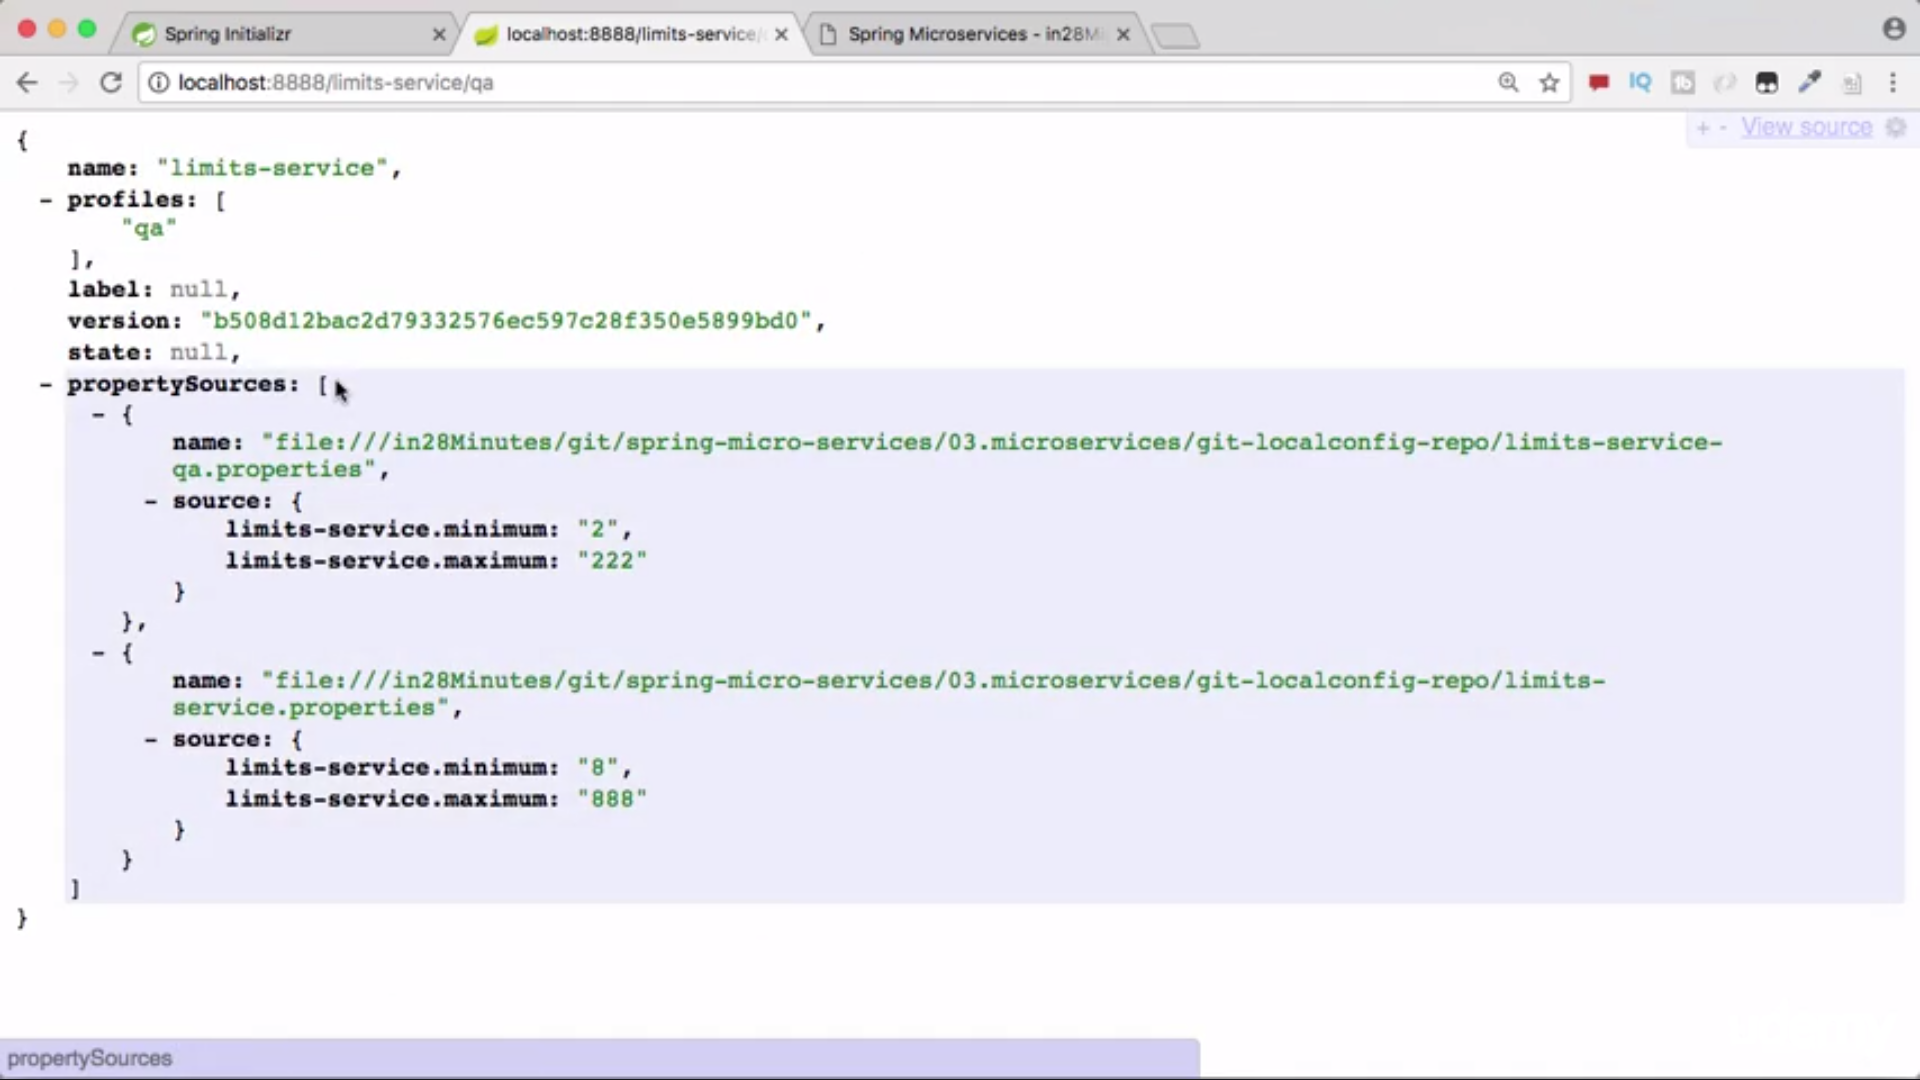 Spring Initializr
localhost:8888/limits-service/
Spring Microservices - in28Mi
localhost:8888/limits-service/qa
IQ
+ - View source
{
name: "limits-service",
- profiles: [
"qa"
],
label: null,
version: "b508d12bac2d79332576ec597c28f350e5899bd0",
state: null,
- propertySources: [
- {
name: "file:///in28Minutes/git/spring-micro-services/03.microservices/git-localconfig-repo/limits-service-
qa.properties",
- source: {
limits-service.minimum: "2",
limits-service.maximum: "222"
}
},
- {
name: "file:///in28Minutes/git/spring-micro-services/03.microservices/git-localconfig-repo/limits-
service.properties",
- source: {
limits-service.minimum: "8",
limits-service.maximum: "888"
}
}
]
}
propertySources